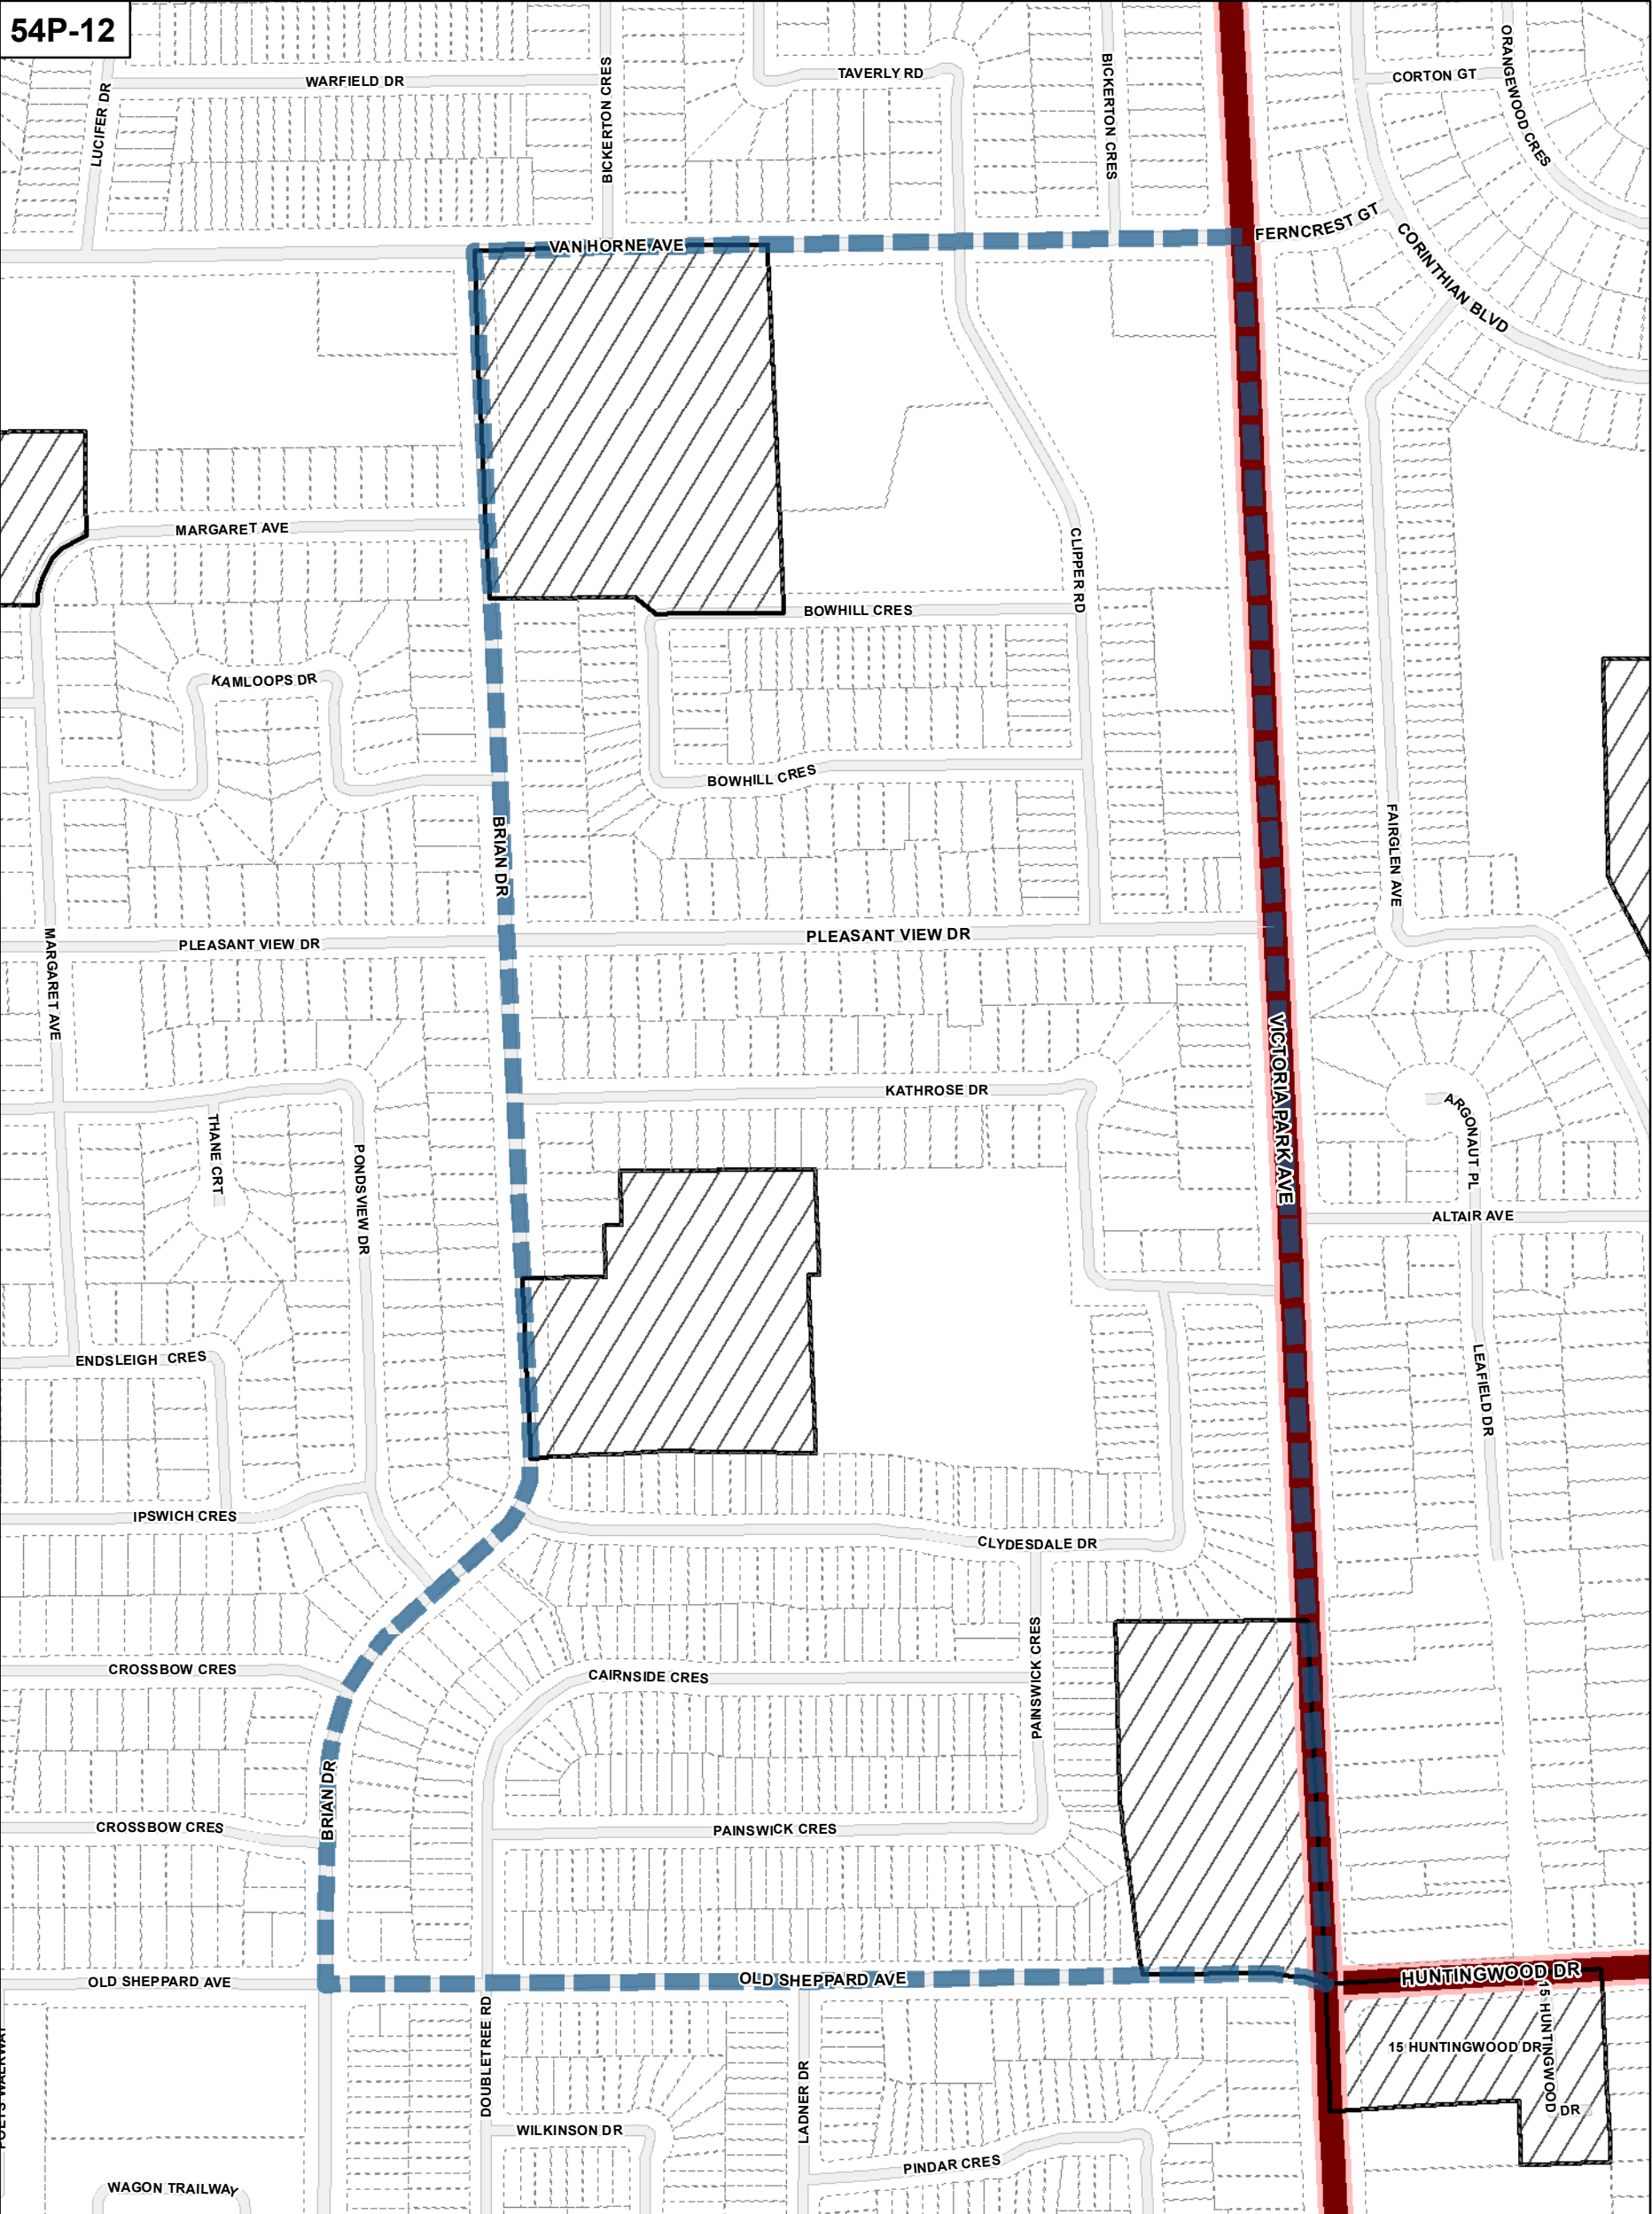 54P-12
WARFIELD DR
LUCIFER DR
BICKERTON CRES
TAVERLY RD
BICKERTON CRES
CORTON GT
ORANGEWOOD CRES
VAN HORNE AVE
FERNCREST GT
CORINTHIAN BLVD
MARGARET AVE
CLIPPER RD
BOWHILL CRES
KAMLOOPS DR
BOWHILL CRES
BRIAN DR
FAIRGLEN AVE
PLEASANT VIEW DR
PLEASANT VIEW DR
MARGARET AVE
VICTORIA PARK AVE
KATHROSE DR
THANE CRT
PONDSVIEW DR
ARGONAUT PL
ALTAIR AVE
ENDSLEIGH CRES
LEAFIELD DR
IPSWICH CRES
CLYDESDALE DR
CROSSBOW CRES
CAIRNSIDE CRES
PAINSWICK CRES
BRIAN DR
CROSSBOW CRES
PAINSWICK CRES
OLD SHEPPARD AVE
OLD SHEPPARD AVE
HUNTINGWOOD DR
15 HUNTINGWOOD DR
15 HUNTINGWOOD DR
DOUBLETREE RD
LADNER DR
WILKINSON DR
PINDAR CRES
WAGON TRAILWAY